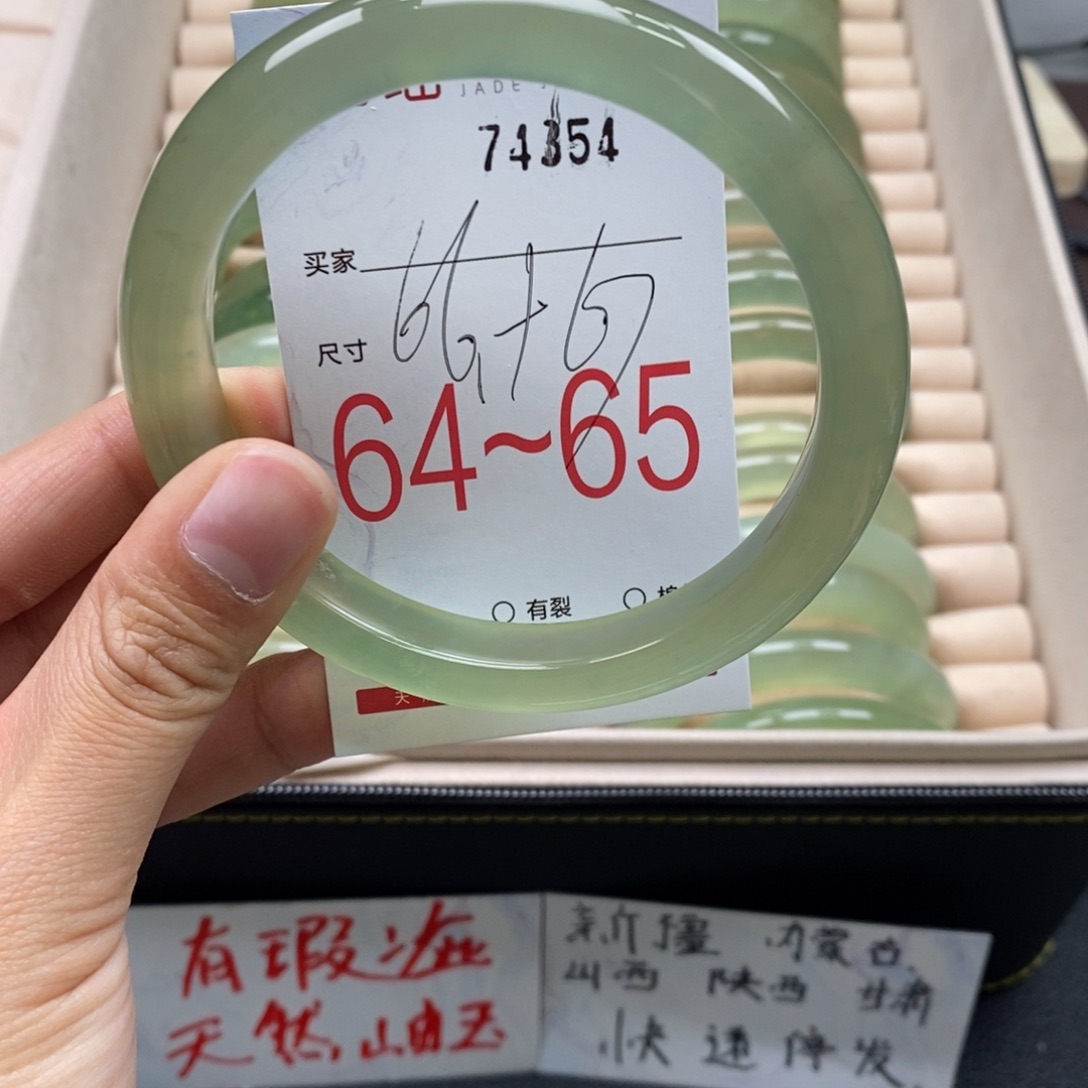 JADE
74354
买家
尺寸
64~65
有裂
有瑕疵
天然岫玉
新疆 内蒙古
山西 陕西 甘肃
快递停发